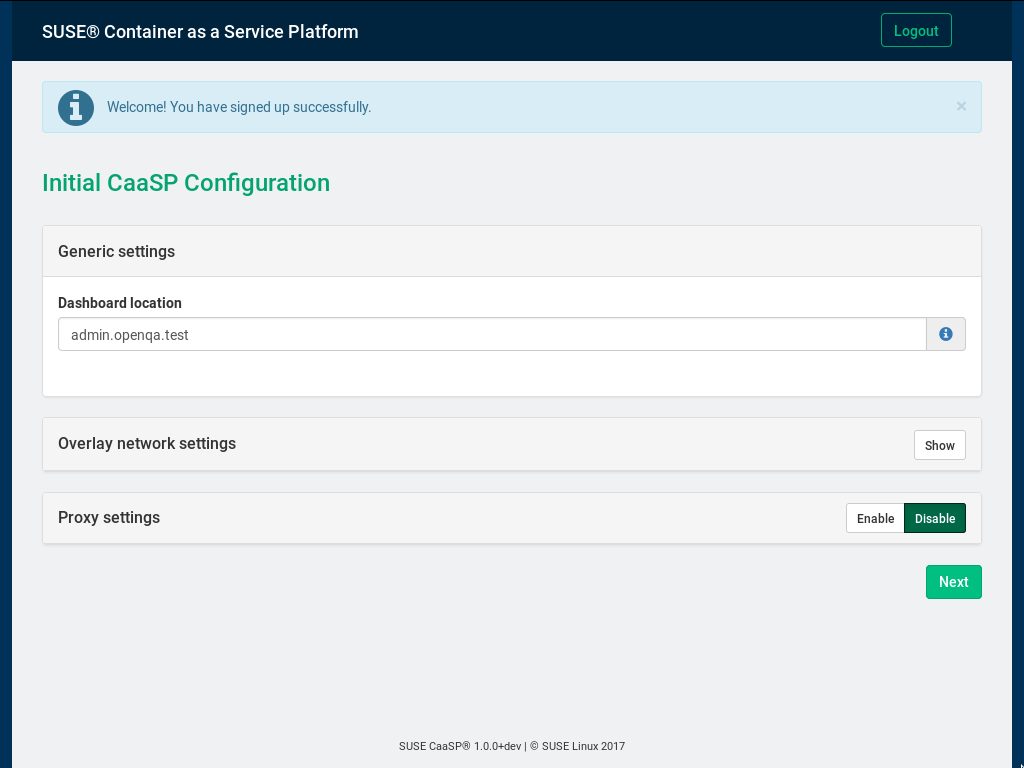 SUSE® Container as a Service Platform
Logout
Welcome! You have signed up successfully.
×
Initial CaaSP Configuration
Generic settings
Dashboard location
admin.openqa.test
Overlay network settings
Show
Proxy settings
Enable
Disable
Next
SUSE CaaSP® 1.0.0+dev | © SUSE Linux 2017